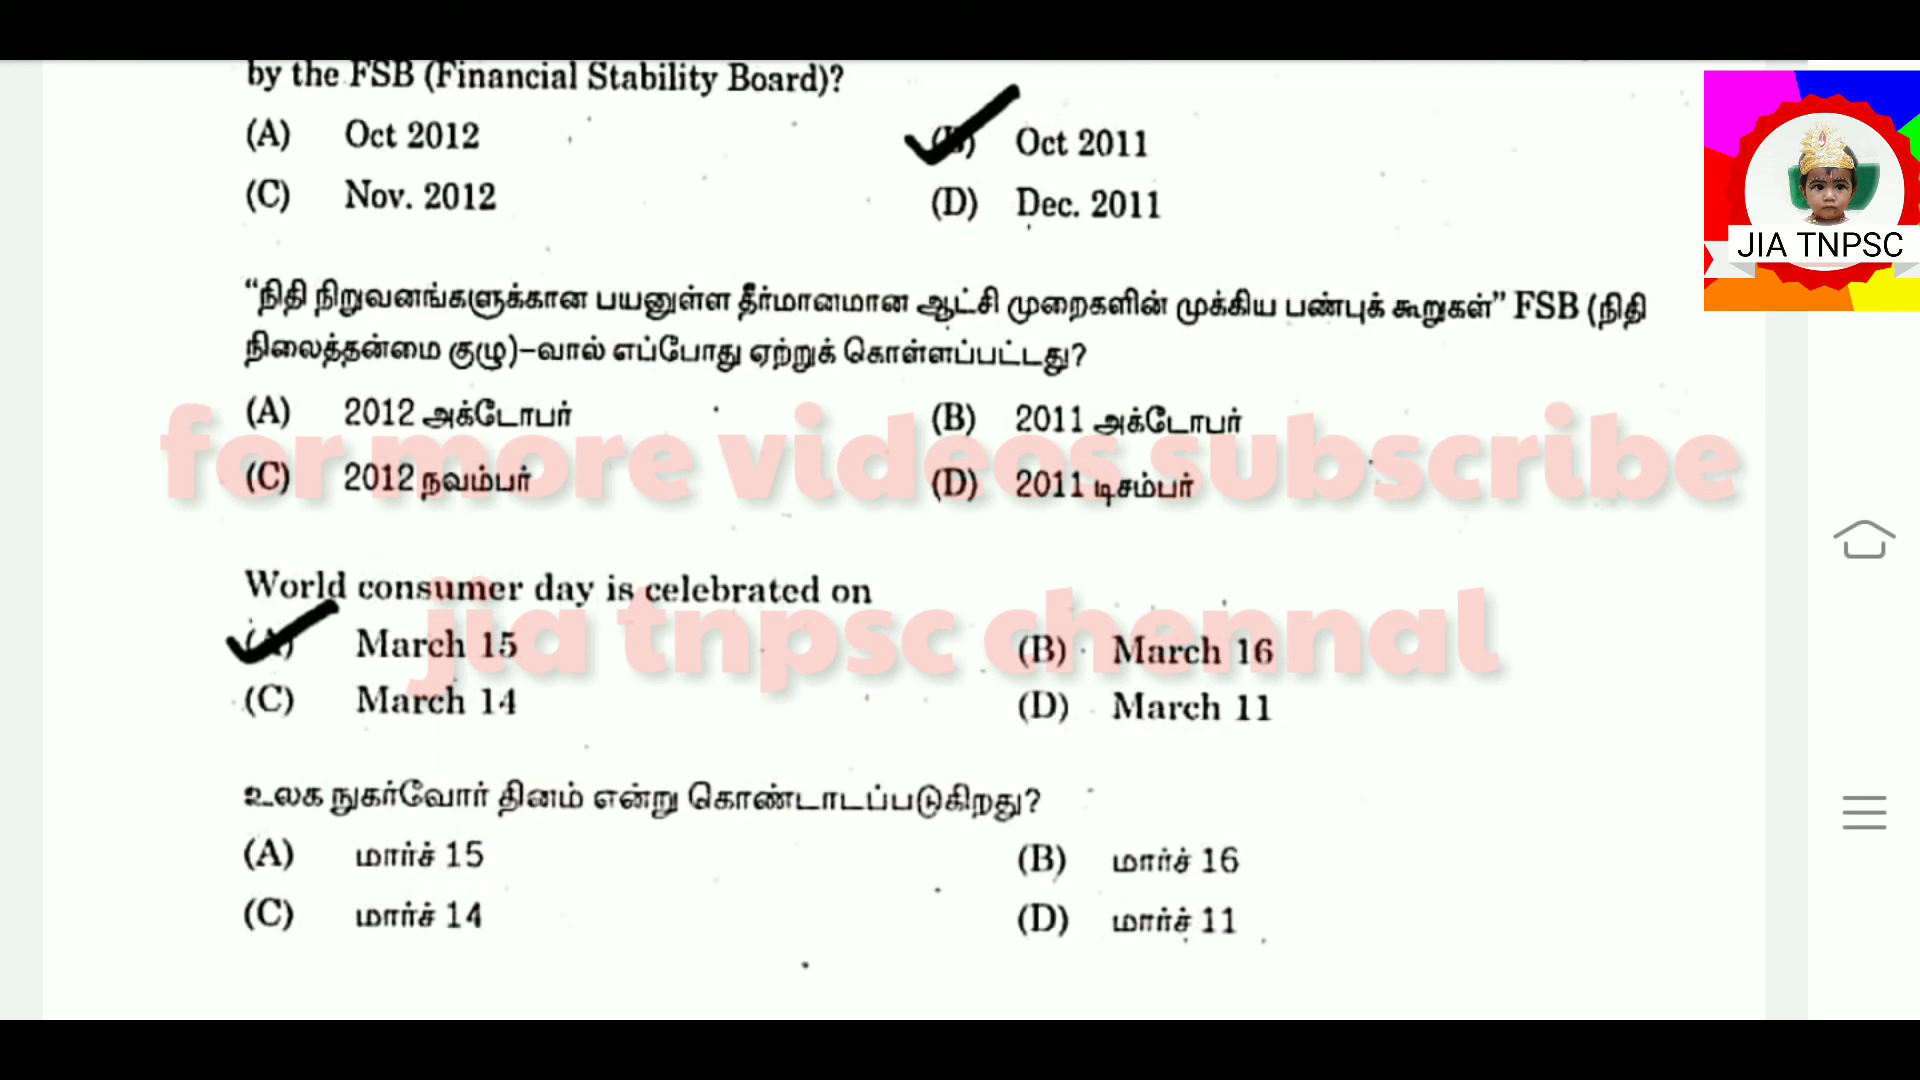 by the FSB (Financial Stability Board)?
(A) Oct 2012 (B) Oct 2011
(C) Nov. 2012 (D) Dec. 2011
JIA TNPSC
“நிதி நிறுவனங்களுக்கான பயனுள்ள தீர்மானமான ஆட்சி முறைகளின் முக்கிய பண்புக் கூறுகள்” FSB (நிதி
நிலைத்தன்மை குழு)–வால் எப்போது ஏற்றுக் கொள்ளப்பட்டது?
(A) 2012 அக்டோபர் (B) 2011 அக்டோபர்
for more videos subscribe
(C) 2012 நவம்பர் (D) 2011 டிசம்பர்
World consumer day is celebrated on
(A) March 15 (B) March 16
jia tnpsc chennal
(C) March 14 (D) March 11
உலக நுகர்வோர் தினம் என்று கொண்டாடப்படுகிறது?
(A) மார்ச் 15 (B) மார்ச் 16
(C) மார்ச் 14 (D) மார்ச் 11